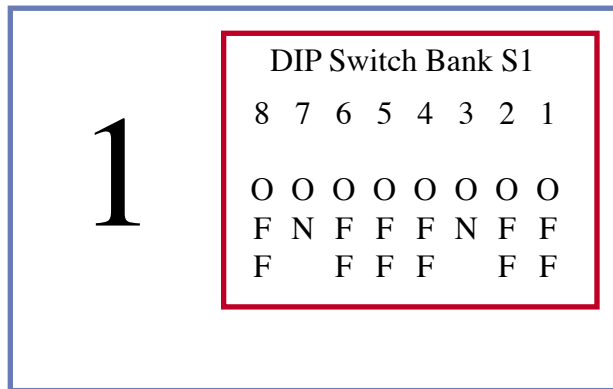 1
DIP Switch Bank S1
8 7 6 5 4 3 2 1
O O O O O O O O
F N F F F N F F
F F F F F F